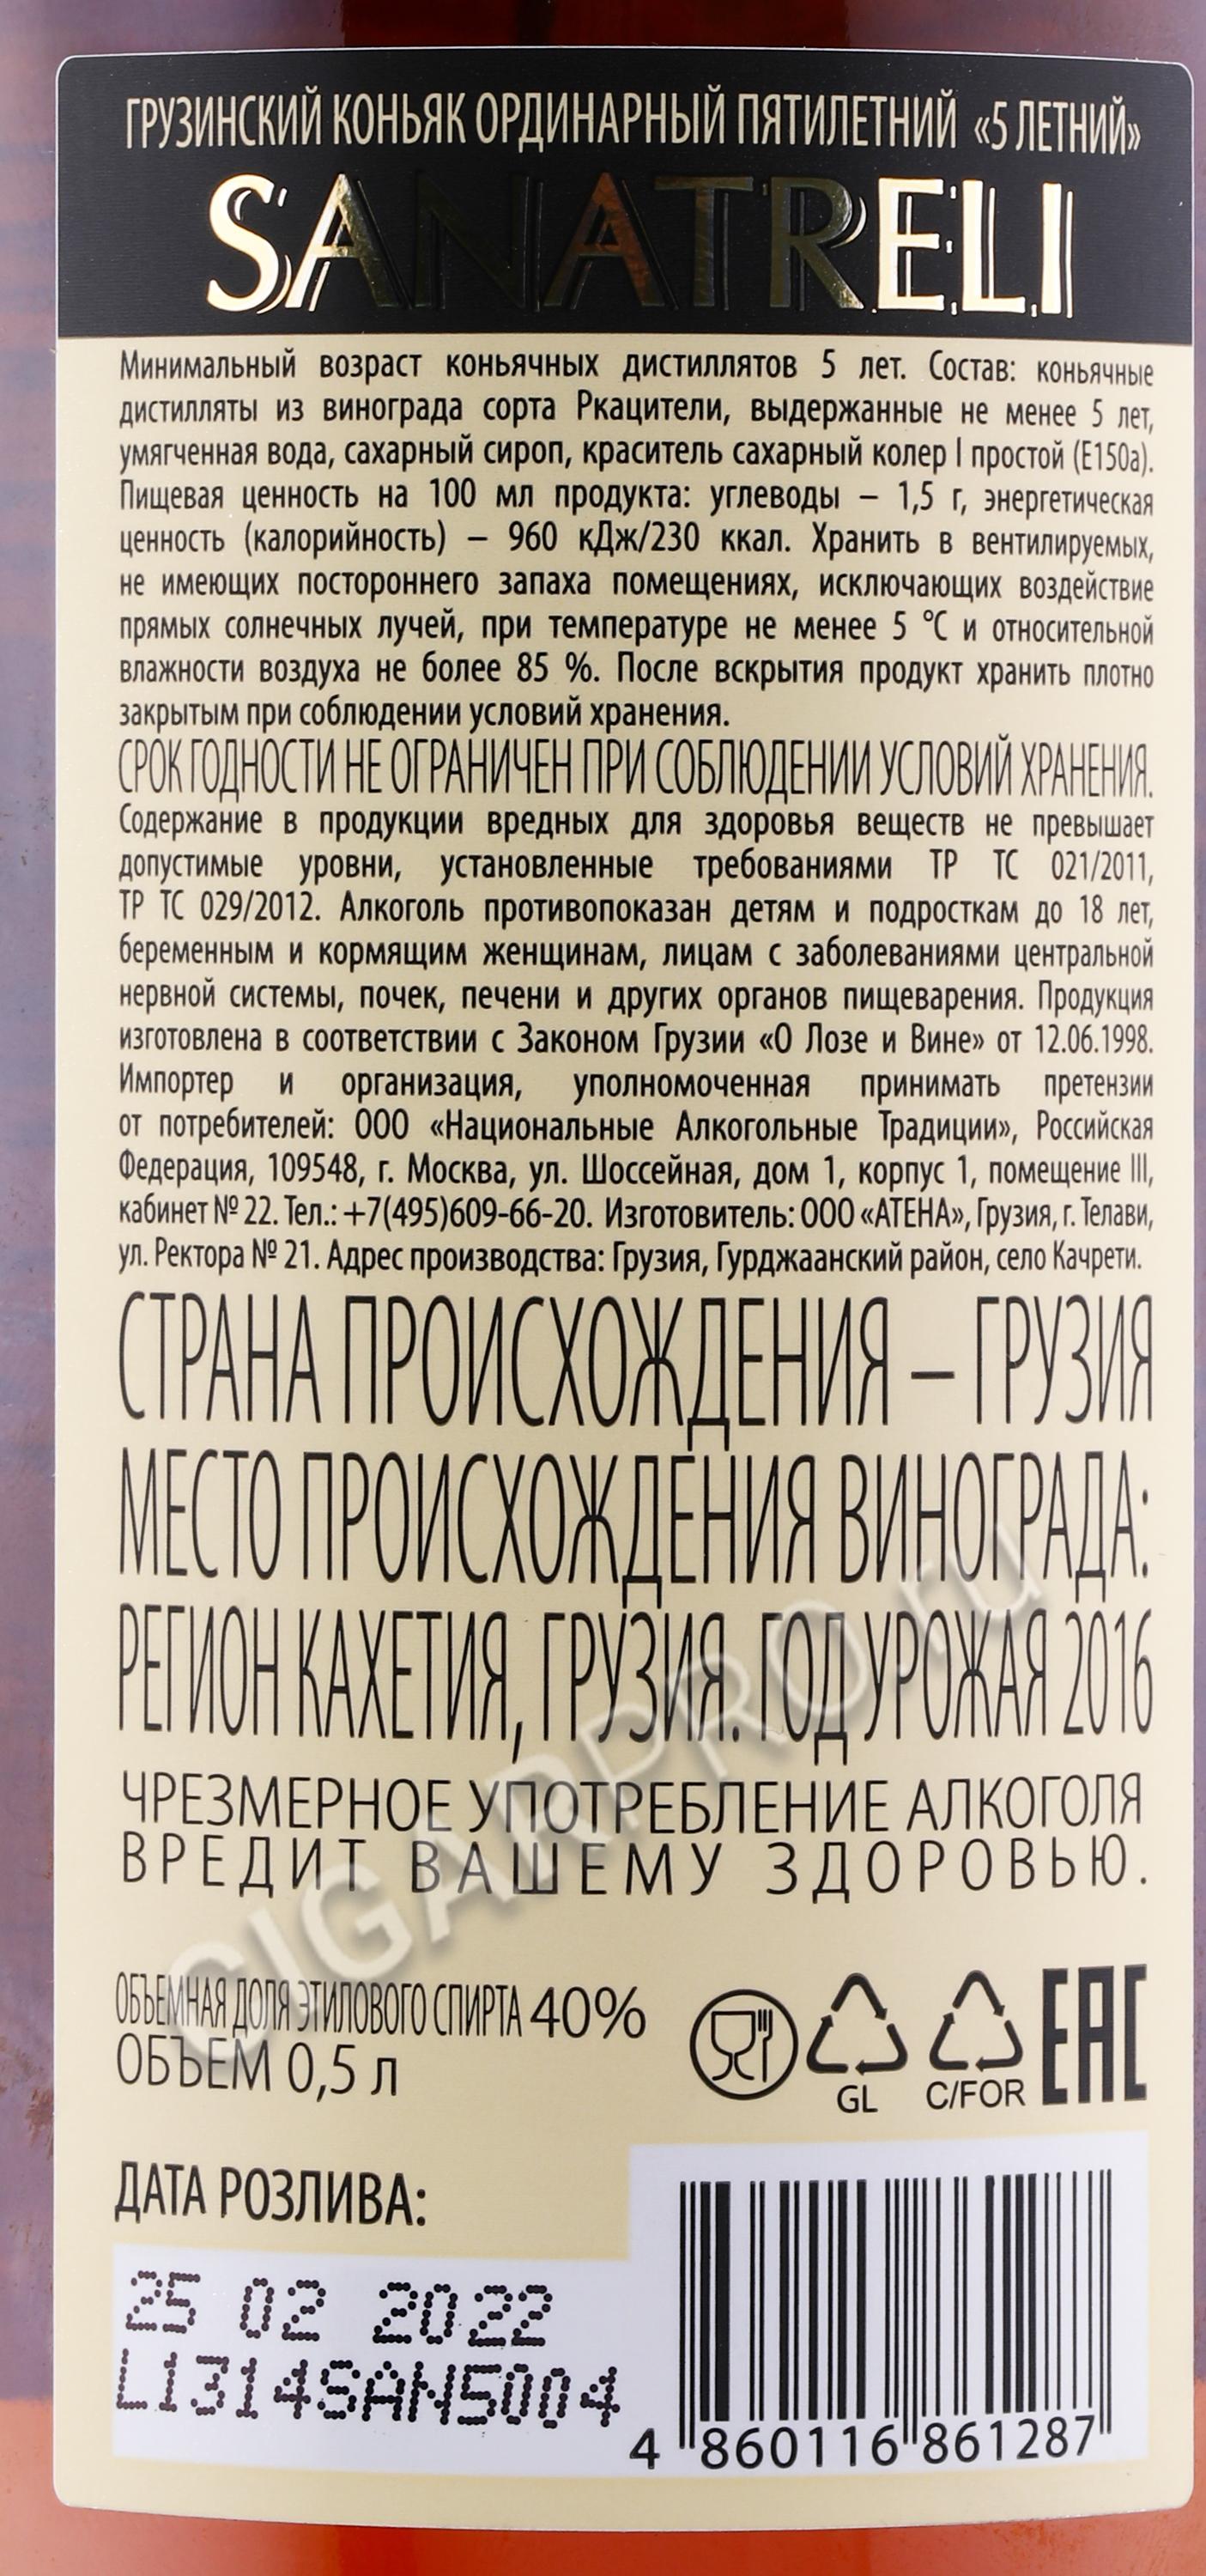 ГРУЗИНСКИЙ КОНЬЯК ОРДИНАРНЫЙ ПЯТИЛЕТНИЙ «5 ЛЕТНИЙ»
SANATRELI
Минимальный возраст коньячных дистиллятов 5 лет. Состав: коньячные
дистилляты из винограда сорта Ркацители, выдержанные не менее 5 лет,
умягченная вода, сахарный сироп, краситель сахарный колер I простой (Е150а).
Пищевая ценность на 100 мл продукта: углеводы – 1,5 г, энергетическая
ценность (калорийность) – 960 кДж/230 ккал. Хранить в вентилируемых,
не имеющих постороннего запаха помещениях, исключающих воздействие
прямых солнечных лучей, при температуре не менее 5 °С и относительной
влажности воздуха не более 85 %. После вскрытия продукт хранить плотно
закрытым при соблюдении условий хранения.
СРОК ГОДНОСТИ НЕ ОГРАНИЧЕН ПРИ СОБЛЮДЕНИИ УСЛОВИЙ ХРАНЕНИЯ.
Содержание в продукции вредных для здоровья веществ не превышает
допустимые уровни, установленные требованиями ТР ТС 021/2011,
ТР ТС 029/2012. Алкоголь противопоказан детям и подросткам до 18 лет,
беременным и кормящим женщинам, лицам с заболеваниями центральной
нервной системы, почек, печени и других органов пищеварения. Продукция
изготовлена в соответствии с Законом Грузии «О Лозе и Вине» от 12.06.1998.
Импортер и организация, уполномоченная принимать претензии
от потребителей: ООО «Национальные Алкогольные Традиции», Российская
Федерация, 109548, г. Москва, ул. Шоссейная, дом 1, корпус 1, помещение III,
кабинет № 22. Тел.: +7(495)609-66-20. Изготовитель: ООО «АТЕНА», Грузия, г. Телави,
ул. Ректора № 21. Адрес производства: Грузия, Гурджаанский район, село Качрети.
СТРАНА ПРОИСХОЖДЕНИЯ – ГРУЗИЯ
МЕСТО ПРОИСХОЖДЕНИЯ ВИНОГРАДА:
РЕГИОН КАХЕТИЯ, ГРУЗИЯ. ГОД УРОЖАЯ 2016
ЧРЕЗМЕРНОЕ УПОТРЕБЛЕНИЕ АЛКОГОЛЯ
ВРЕДИТ ВАШЕМУ ЗДОРОВЬЮ.
CIGARPRO.ru
ОБЪЕМНАЯ ДОЛЯ ЭТИЛОВОГО СПИРТА 40%
ОБЪЕМ 0,5 л
GL
C/FOR
EAC
ДАТА РОЗЛИВА:
25 02 2022
L1314SAN5004
4 860116 861287